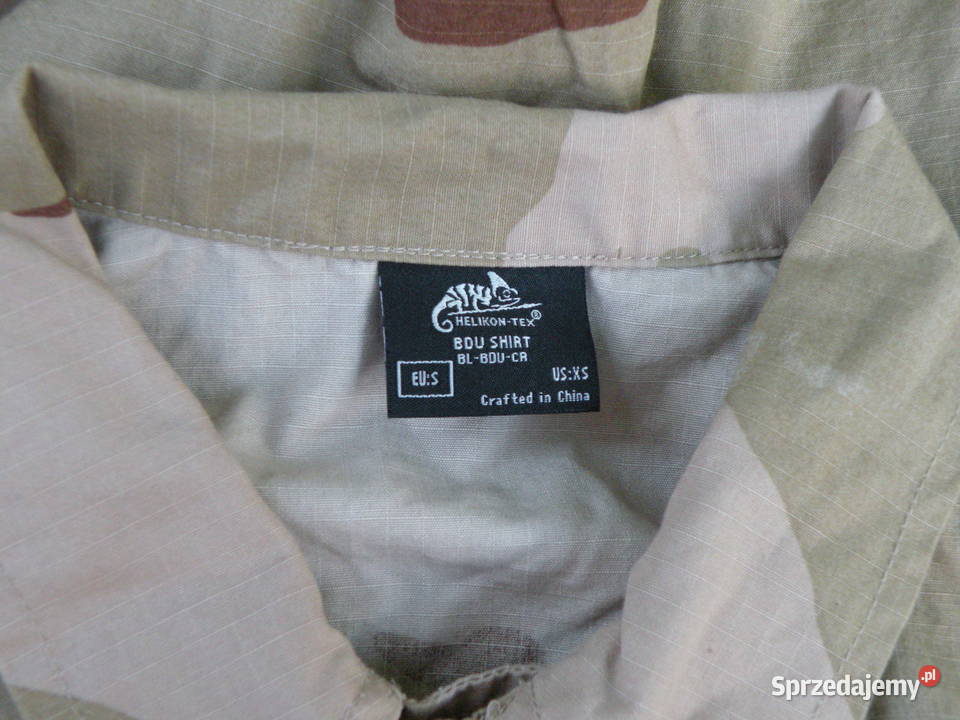 HELIKON-TEX®
BDU SHIRT
BL-BDU-CR
EU:S
US:XS
Crafted in China
Sprzedajemy.pl